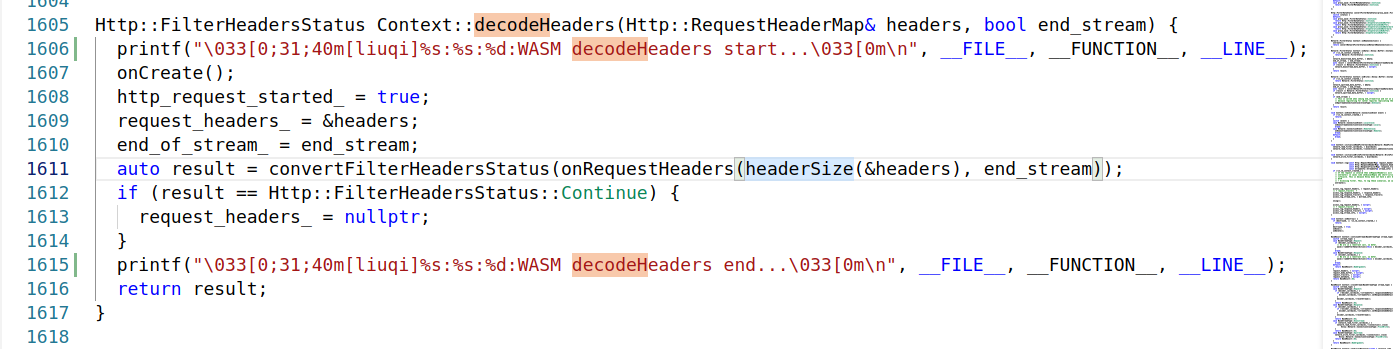 1604
1605 Http::FilterHeadersStatus Context::decodeHeaders(Http::RequestHeaderMap& headers, bool end_stream) {
1606 printf("\033[0;31;40m[liuqi]%s:%s:%d:WASM decodeHeaders start...\033[0m\n", __FILE__, __FUNCTION__, __LINE__);
1607 onCreate();
1608 http_request_started_ = true;
1609 request_headers_ = &headers;
1610 end_of_stream_ = end_stream;
1611 auto result = convertFilterHeadersStatus(onRequestHeaders(headerSize(&headers), end_stream));
1612 if (result == Http::FilterHeadersStatus::Continue) {
1613 request_headers_ = nullptr;
1614 }
1615 printf("\033[0;31;40m[liuqi]%s:%s:%d:WASM decodeHeaders end...\033[0m\n", __FILE__, __FUNCTION__, __LINE__);
1616 return result;
1617 }
1618